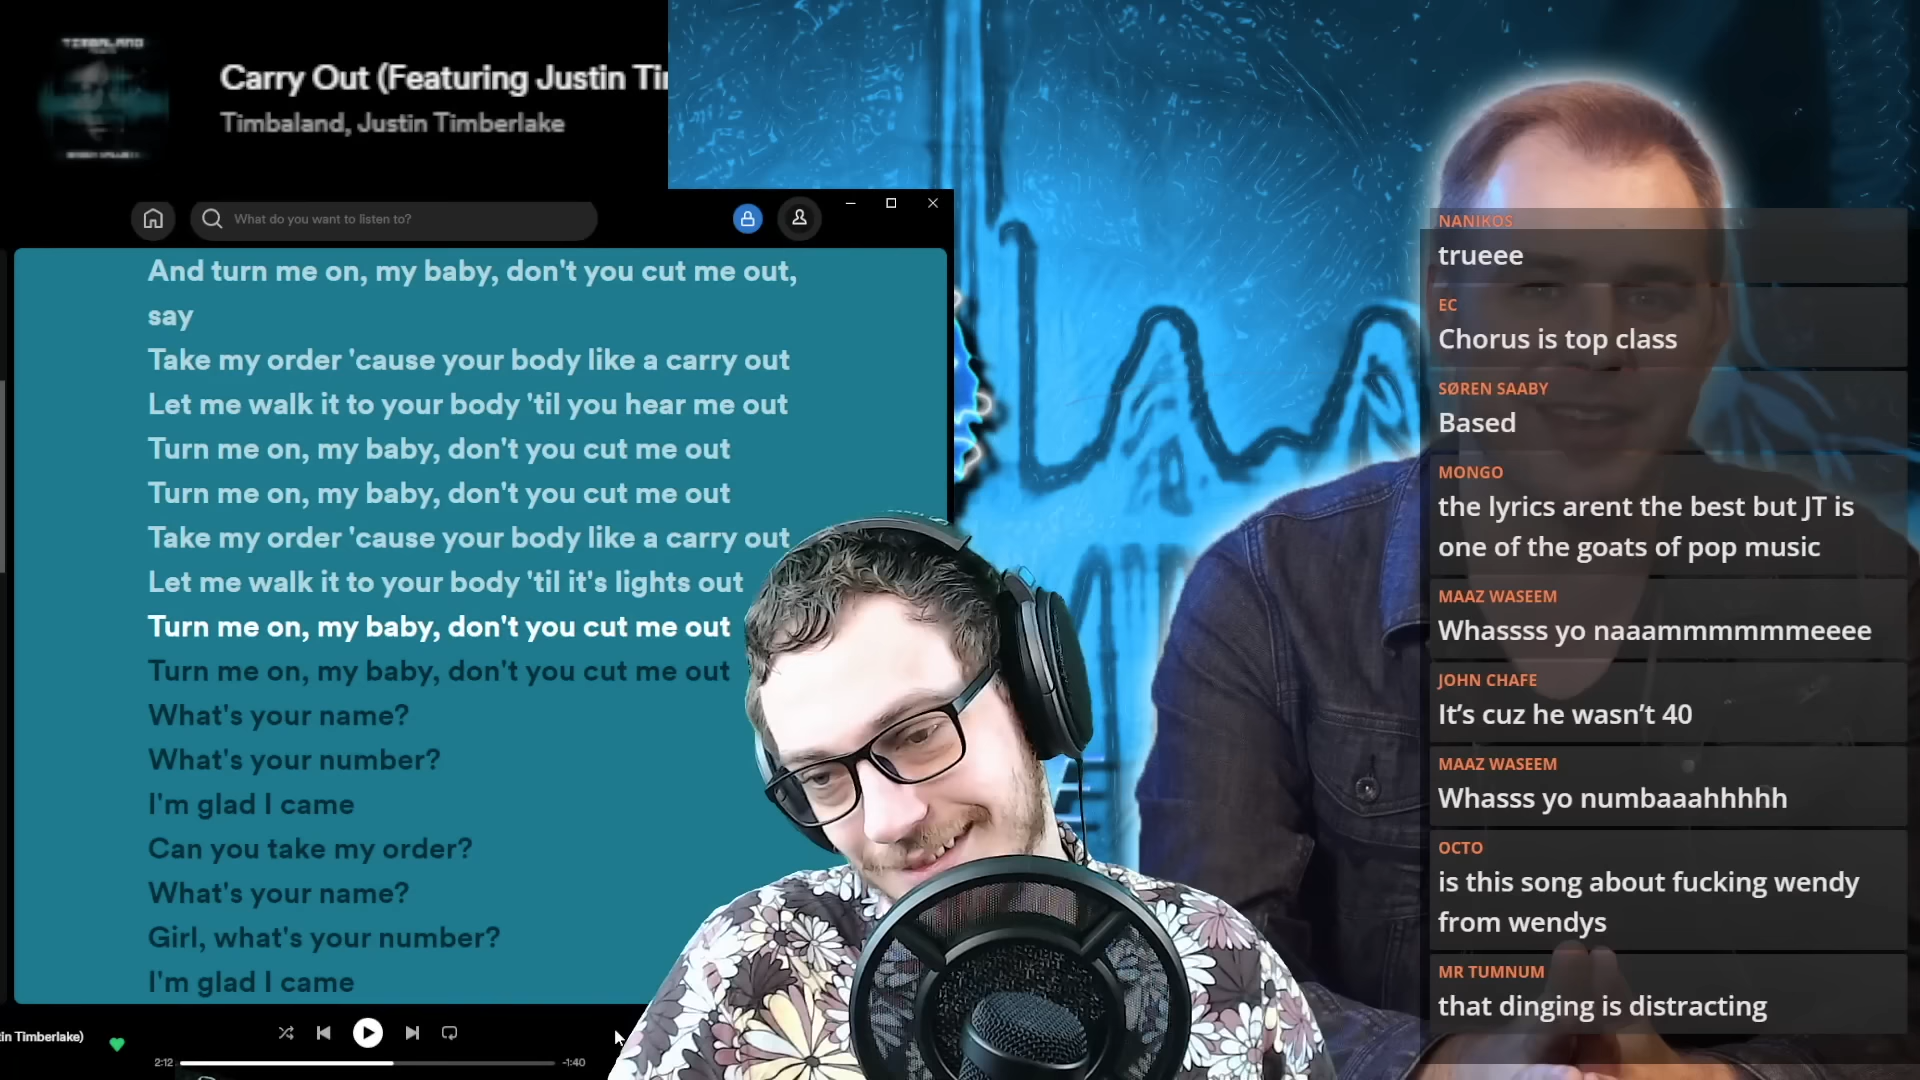 TIMBALAND
Carry Out (Featuring Justin Ti
Timbaland, Justin Timberlake
What do you want to listen to?
And turn me on, my baby, don't you cut me out,
say
Take my order 'cause your body like a carry out
Let me walk it to your body 'til you hear me out
Turn me on, my baby, don't you cut me out
Turn me on, my baby, don't you cut me out
Take my order 'cause your body like a carry out
Let me walk it to your body 'til it's lights out
Turn me on, my baby, don't you cut me out
Turn me on, my baby, don't you cut me out
What's your name?
What's your number?
I'm glad I came
Can you take my order?
What's your name?
Girl, what's your number?
I'm glad I came
tin Timberlake)
2:12
-1:40
NANIKOS
trueee
EC
Chorus is top class
SØREN SAABY
Based
MONGO
the lyrics arent the best but JT is
one of the goats of pop music
MAAZ WASEEM
Whassss yo naaammmmmmeeee
JOHN CHAFE
It’s cuz he wasn’t 40
MAAZ WASEEM
Whasss yo numbaaahhhhh
OCTO
is this song about fucking wendy
from wendys
MR TUMNUM
that dinging is distracting